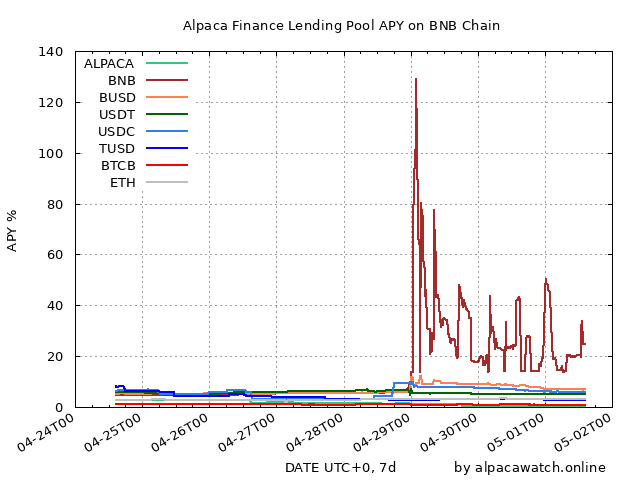 Alpaca Finance Lending Pool APY on BNB Chain
140
120
100
80
60
40
20
0
APY %
ALPACA
BNB
BUSD
USDT
USDC
TUSD
BTCB
ETH
04-24T00
04-25T00
04-26T00
04-27T00
04-28T00
04-29T00
04-30T00
05-01T00
05-02T00
DATE UTC+0, 7d
by alpacawatch.online